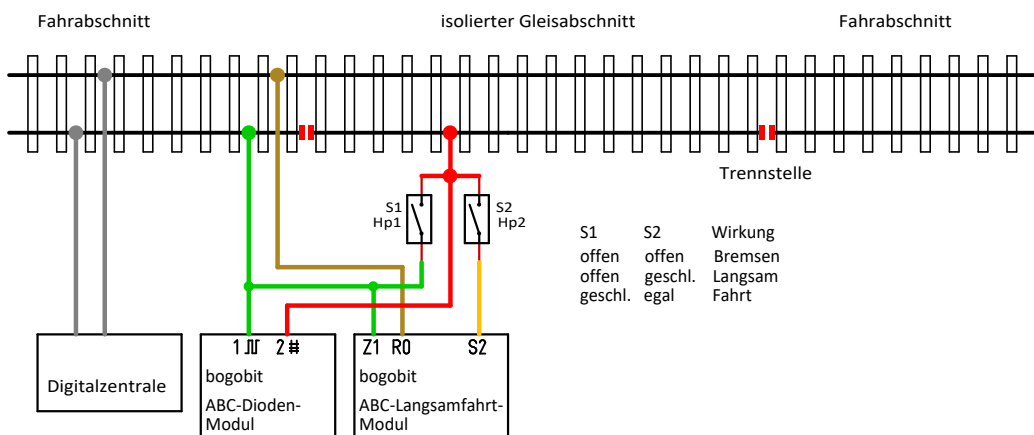 Fahrabschnitt isolierter Gleisabschnitt Fahrabschnitt
Trennstelle
S1 S2
Hp1 Hp2
S1 S2 Wirkung
offen offen Bremsen
offen geschl. Langsam
geschl. egal Fahrt
Digitalzentrale
1 2 #
bogobit
ABC-Dioden-
Modul
Z1 R0 S2
bogobit
ABC-Langsamfahrt-
Modul